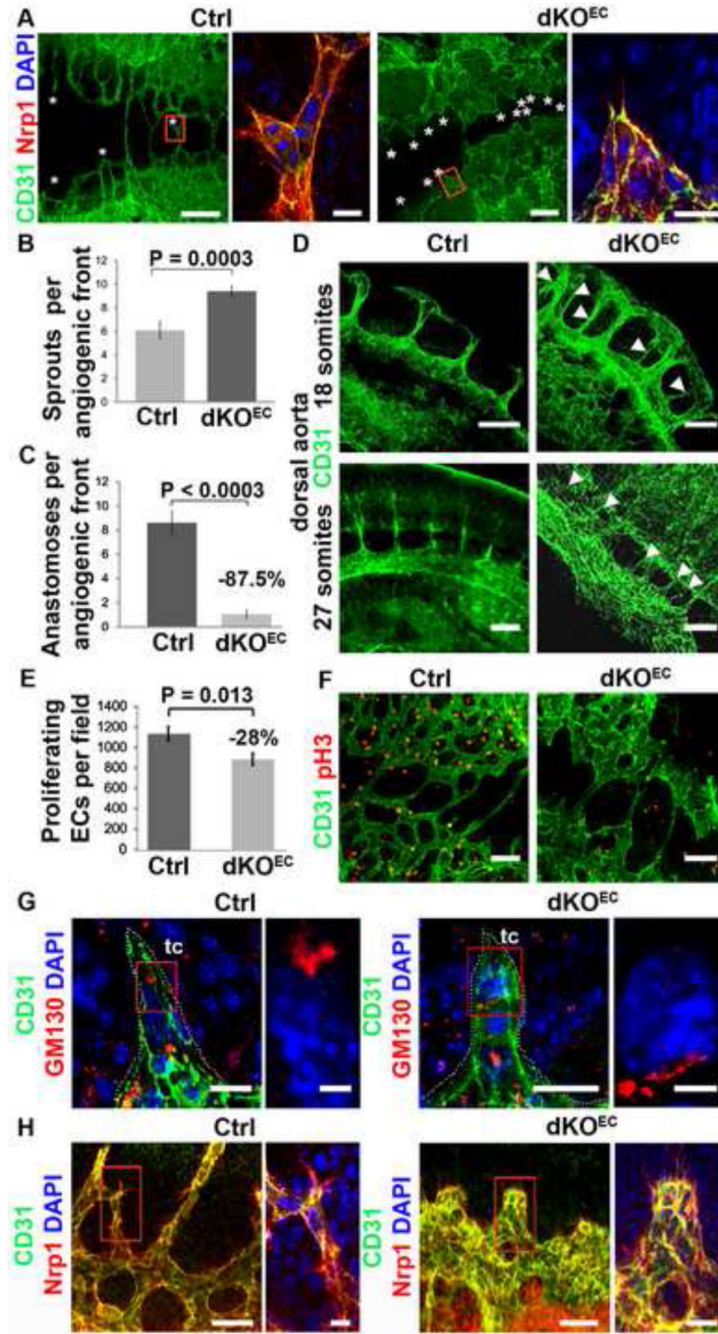 A Ctrl dKO^EC
CD31 Nrp1 DAPI
* * * * * * * * * * * * * * *
B
P = 0.0003
Sprouts per angiogenic front
12
10
8
6
4
2
0
Ctrl dKO^EC
C
P < 0.0003
-87.5%
Anastomoses per angiogenic front
12
10
8
6
4
2
0
Ctrl dKO^EC
D Ctrl dKO^EC
dorsal aorta
18 somites
27 somites
CD31
E
P = 0.013
-28%
Proliferating ECs per field
1400
1200
1000
800
600
400
200
0
Ctrl dKO^EC
F Ctrl dKO^EC
CD31 pH3
G Ctrl dKO^EC
CD31
GM130 DAPI
tc
CD31
GM130 DAPI
tc
H Ctrl dKO^EC
CD31
Nrp1 DAPI
CD31
Nrp1 DAPI